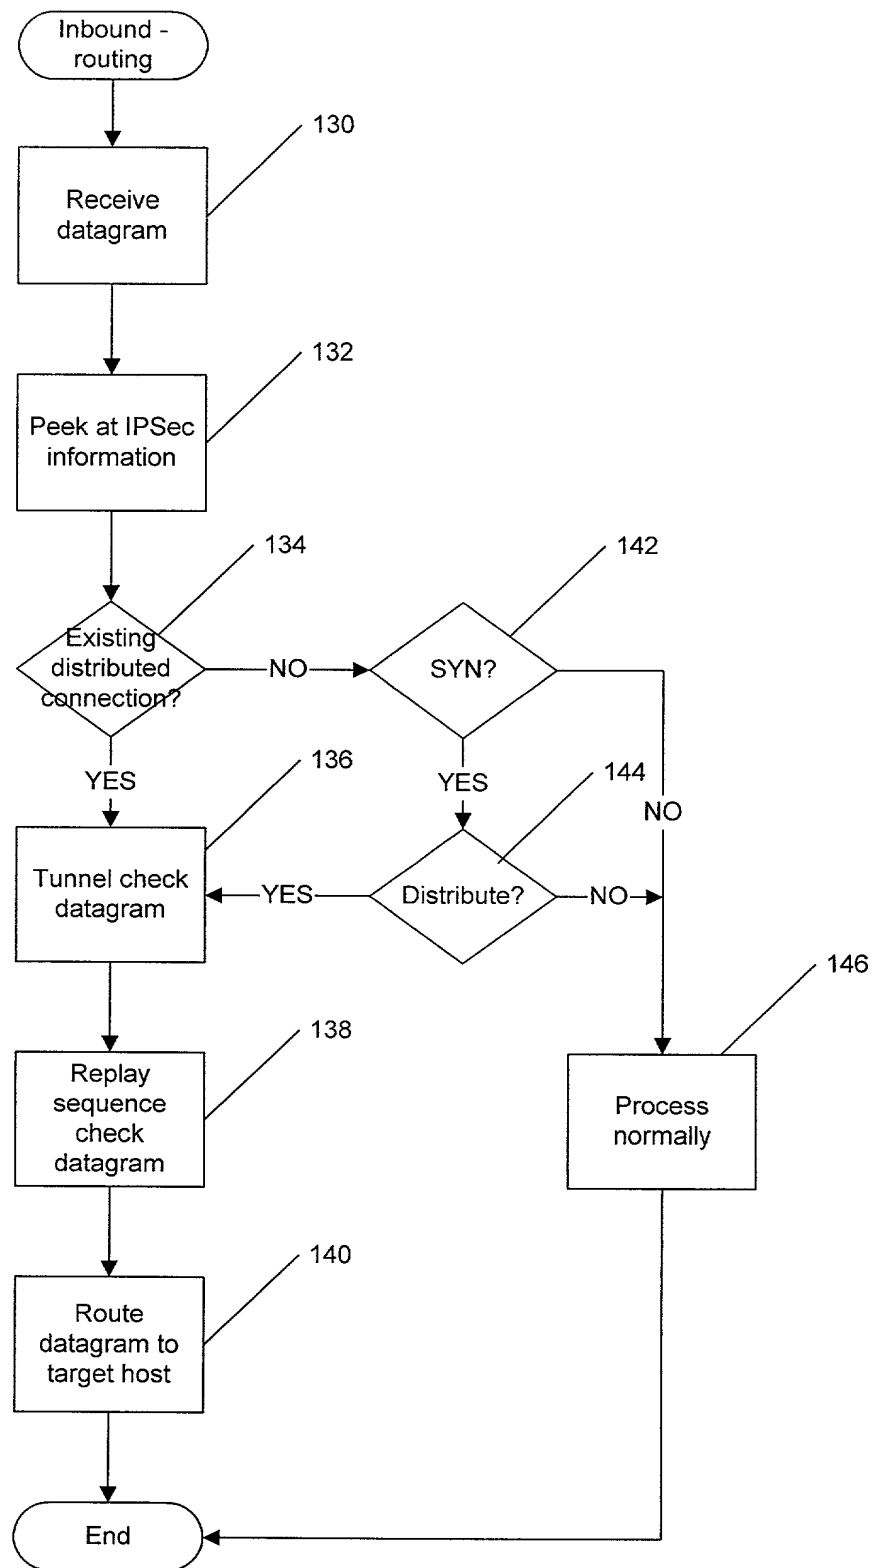 Inbound -
routing
130
Receive
datagram
132
Peek at IPSec
information
134
142
Existing
distributed
connection?
NO
SYN?
YES
136
YES
144
NO
Tunnel check
datagram
YES
Distribute?
NO
146
138
Replay
sequence
check
datagram
Process
normally
140
Route
datagram to
target host
End